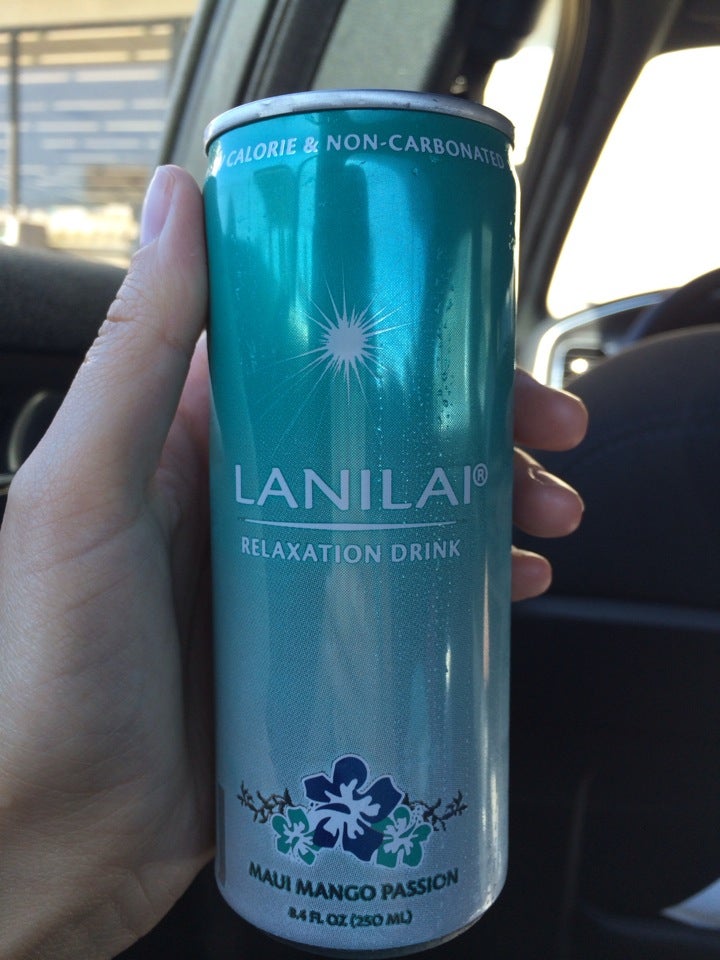 CALORIE & NON-CARBONATED
LANILAI®
RELAXATION DRINK
MAUI MANGO PASSION
8.4 FL OZ (250 ML)